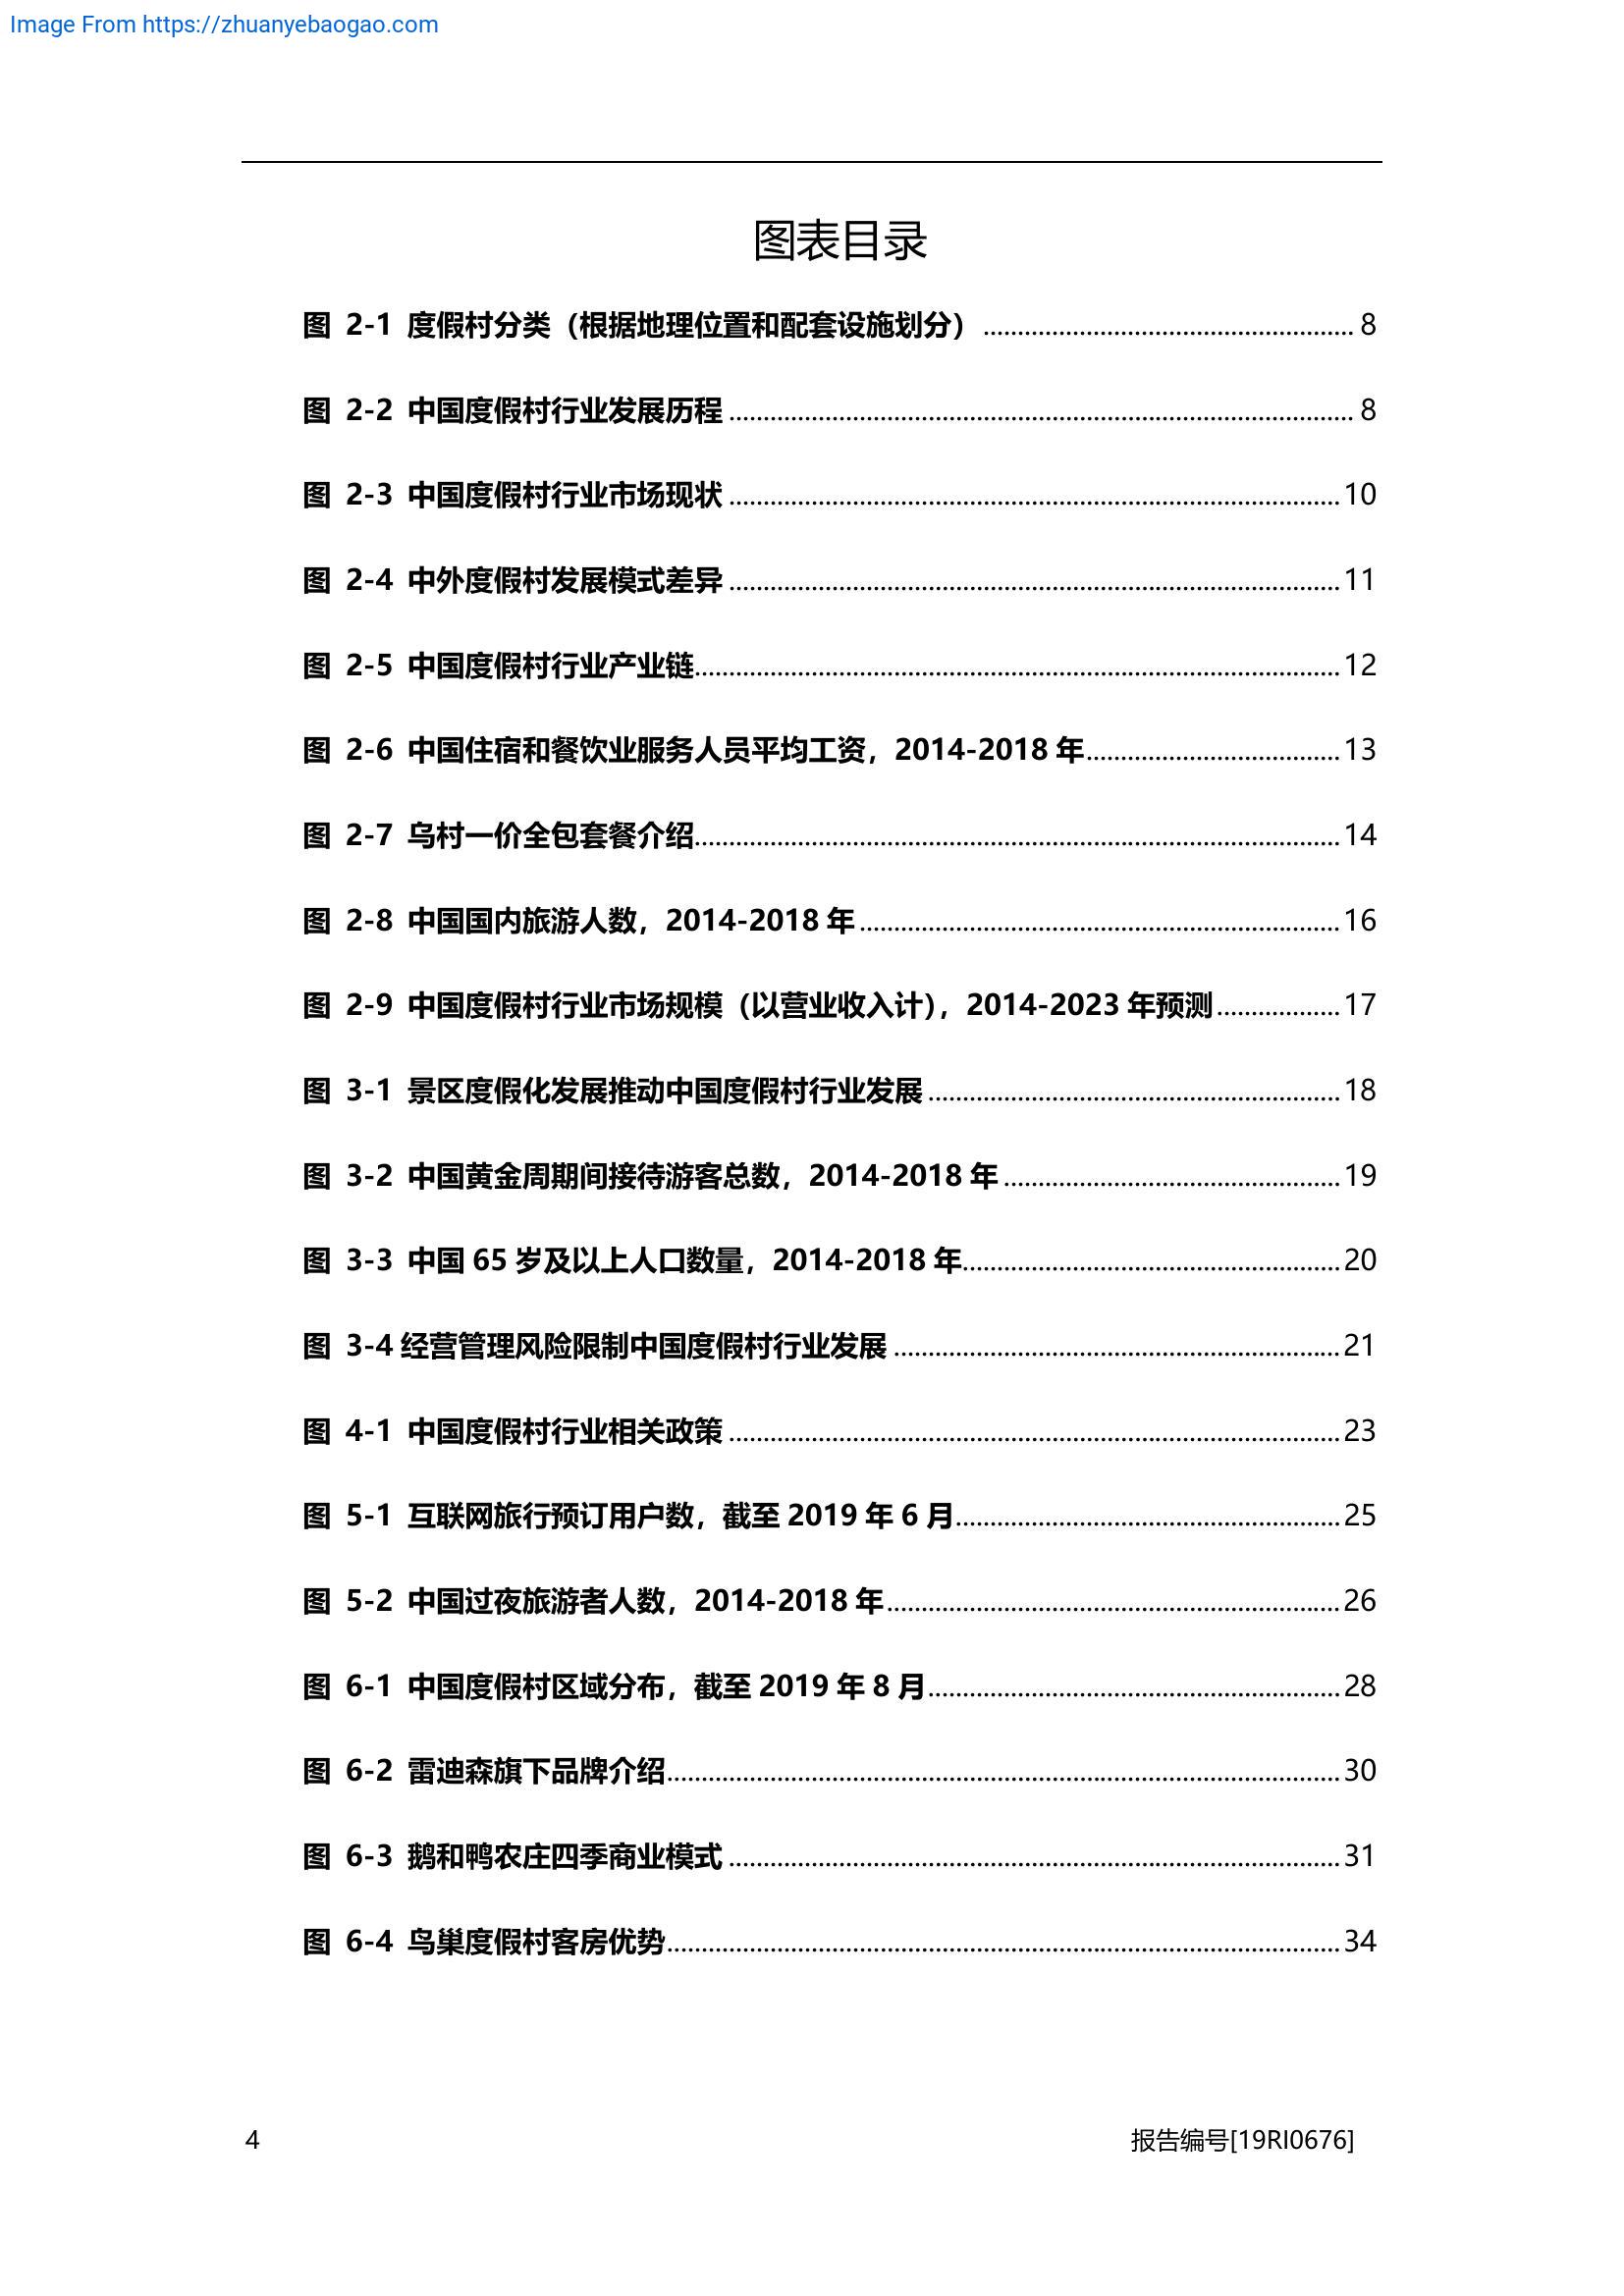 Image From https://zhuanyebaogao.com
图表目录
图 2-1 度假村分类（根据地理位置和配套设施划分） ........ 8
图 2-2 中国度假村行业发展历程 ........ 8
图 2-3 中国度假村行业市场现状 ........ 10
图 2-4 中外度假村发展模式差异 ........ 11
图 2-5 中国度假村行业产业链 ........ 12
图 2-6 中国住宿和餐饮业服务人员平均工资，2014-2018 年 ........ 13
图 2-7 乌村一价全包套餐介绍 ........ 14
图 2-8 中国国内旅游人数，2014-2018 年 ........ 16
图 2-9 中国度假村行业市场规模（以营业收入计），2014-2023 年预测 ........ 17
图 3-1 景区度假化发展推动中国度假村行业发展 ........ 18
图 3-2 中国黄金周期间接待游客总数，2014-2018 年 ........ 19
图 3-3 中国 65 岁及以上人口数量，2014-2018 年 ........ 20
图 3-4 经营管理风险限制中国度假村行业发展 ........ 21
图 4-1 中国度假村行业相关政策 ........ 23
图 5-1 互联网旅行预订用户数，截至 2019 年 6 月 ........ 25
图 5-2 中国过夜旅游者人数，2014-2018 年 ........ 26
图 6-1 中国度假村区域分布，截至 2019 年 8 月 ........ 28
图 6-2 雷迪森旗下品牌介绍 ........ 30
图 6-3 鹅和鸭农庄四季商业模式 ........ 31
图 6-4 鸟巢度假村客房优势 ........ 34
4 报告编号[19RI0676]